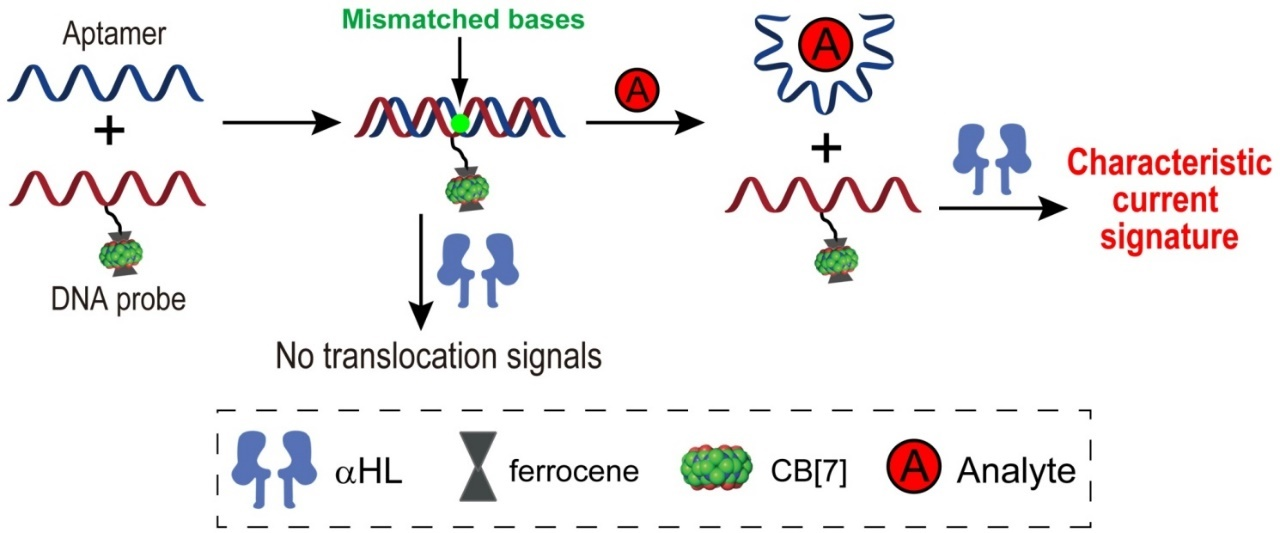 Mismatched bases
Aptamer
A
A
+
+
DNA probe
Characteristic
current
signature
No translocation signals
αHL
ferrocene
CB[7]
A
Analyte